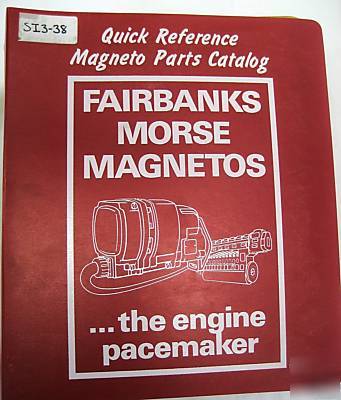 SI3-38
Quick Reference
Magneto Parts Catalog
FAIRBANKS
MORSE
MAGNETOS
...the engine
pacemaker